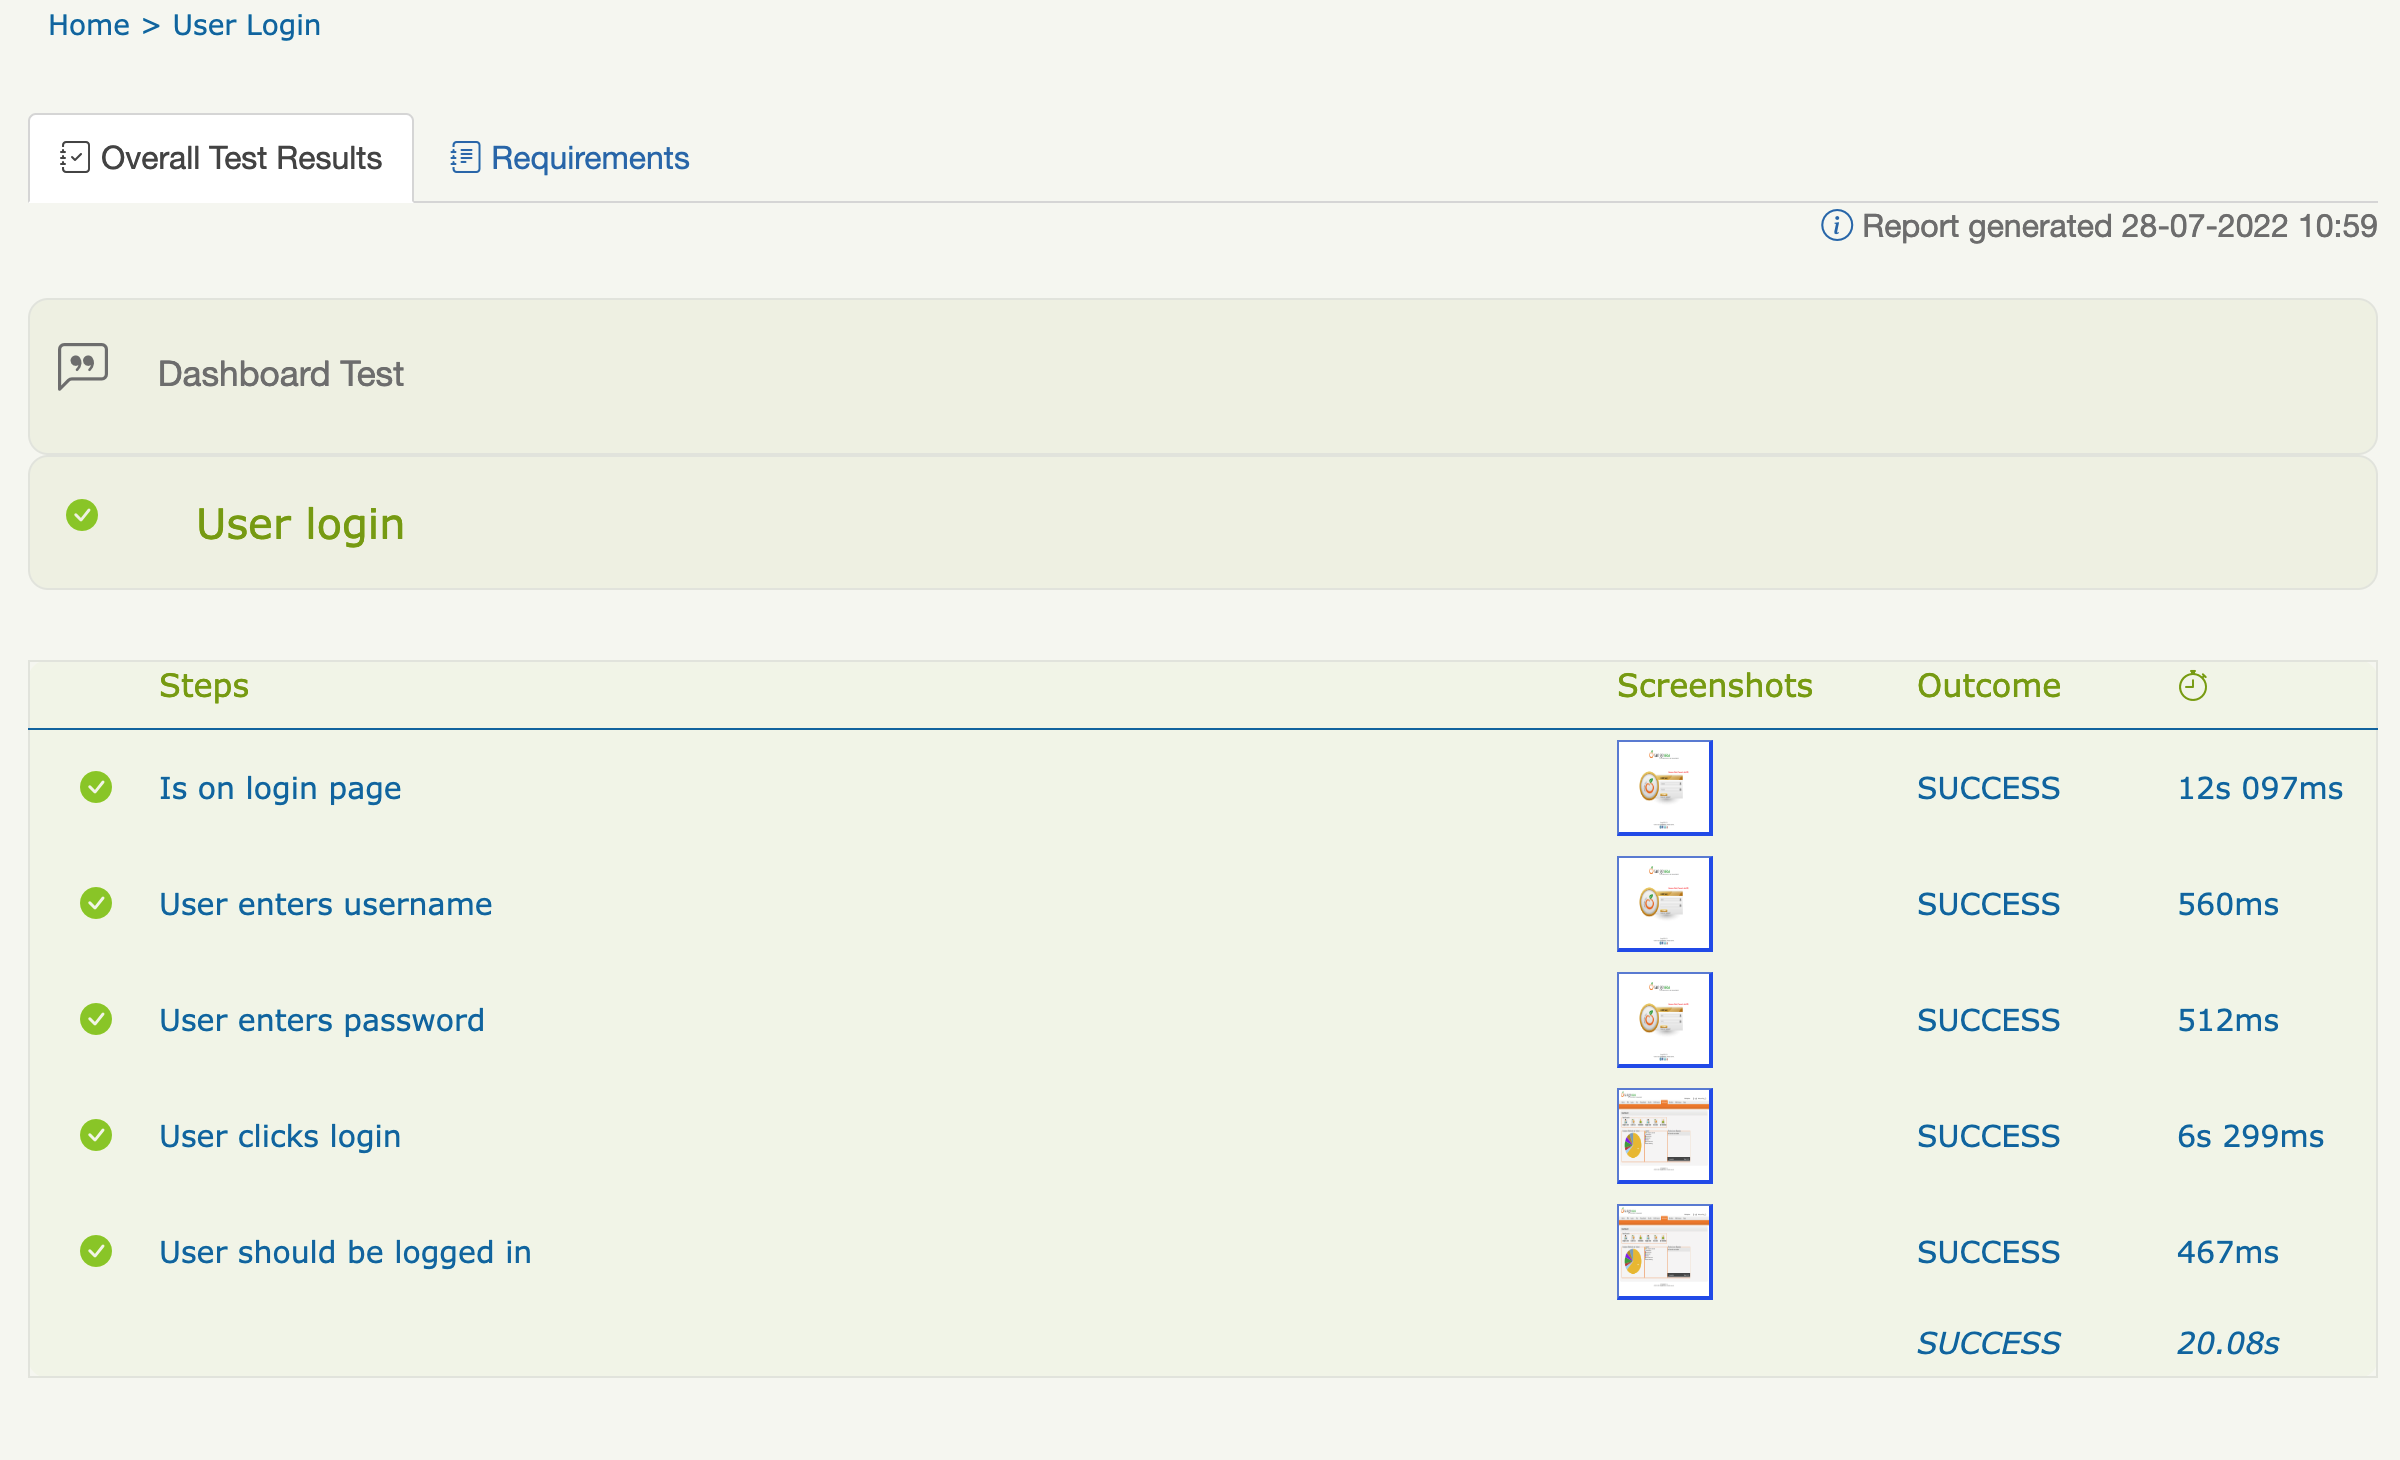 Home > User Login
Overall Test Results
Requirements
Report generated 28-07-2022 10:59
Dashboard Test
User login
Steps Screenshots Outcome
Is on login page SUCCESS 12s 097ms
User enters username SUCCESS 560ms
User enters password SUCCESS 512ms
User clicks login SUCCESS 6s 299ms
User should be logged in SUCCESS 467ms
SUCCESS 20.08s